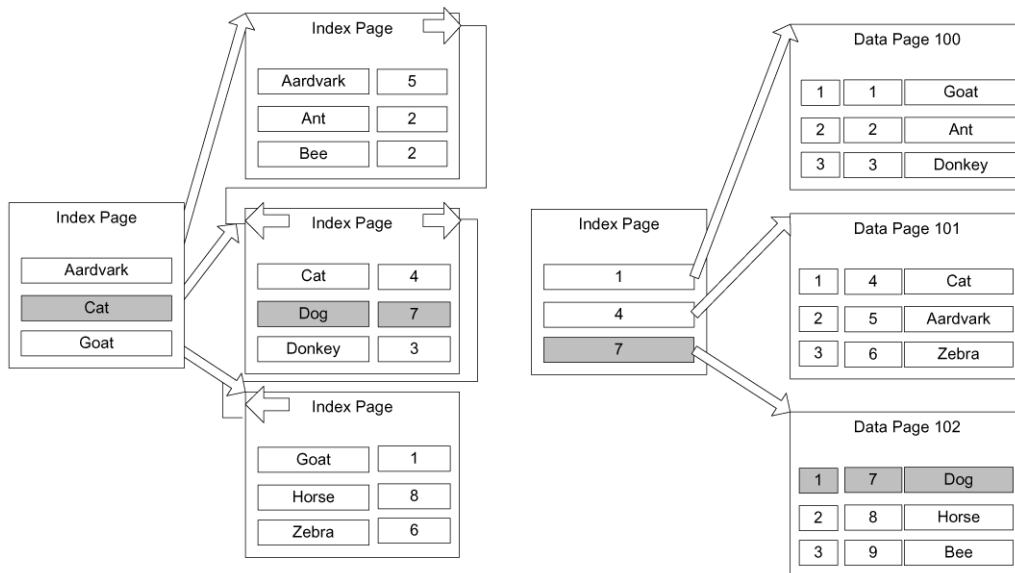 Index Page
Aardvark
Cat
Goat
Index Page
Aardvark 5
Ant 2
Bee 2
Index Page
Cat 4
Dog 7
Donkey 3
Index Page
Goat 1
Horse 8
Zebra 6
Index Page
1
4
7
Data Page 100
1 1 Goat
2 2 Ant
3 3 Donkey
Data Page 101
1 4 Cat
2 5 Aardvark
3 6 Zebra
Data Page 102
1 7 Dog
2 8 Horse
3 9 Bee